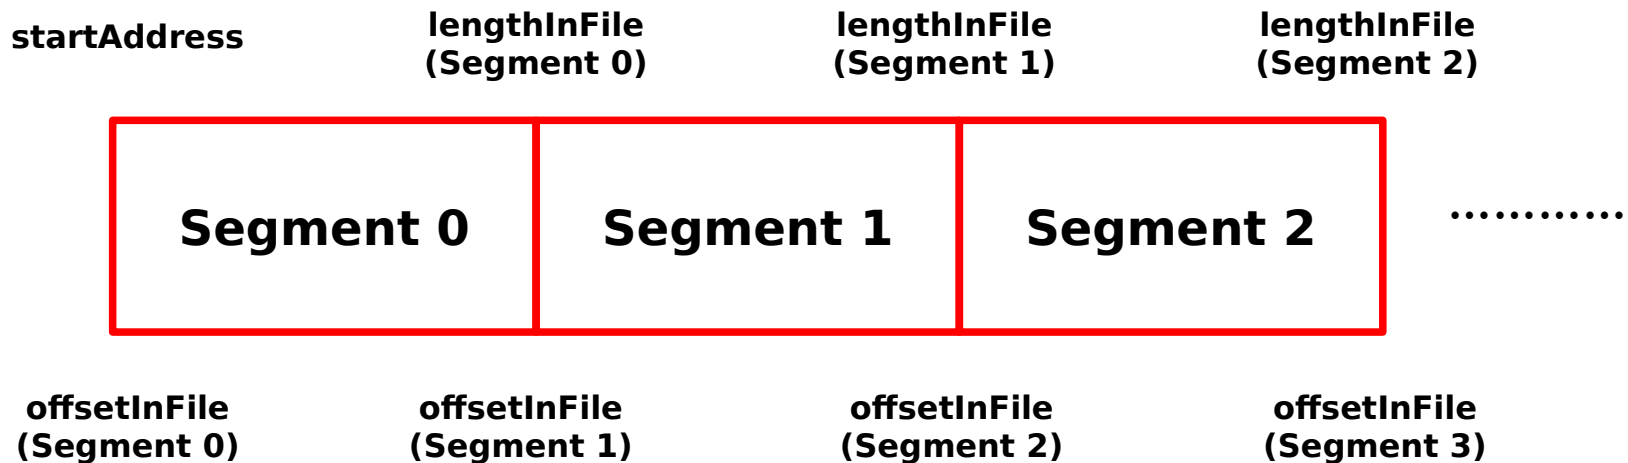 startAddress
lengthInFile
(Segment 0)
lengthInFile
(Segment 1)
lengthInFile
(Segment 2)
Segment 0
Segment 1
Segment 2
…………
offsetInFile
(Segment 0)
offsetInFile
(Segment 1)
offsetInFile
(Segment 2)
offsetInFile
(Segment 3)